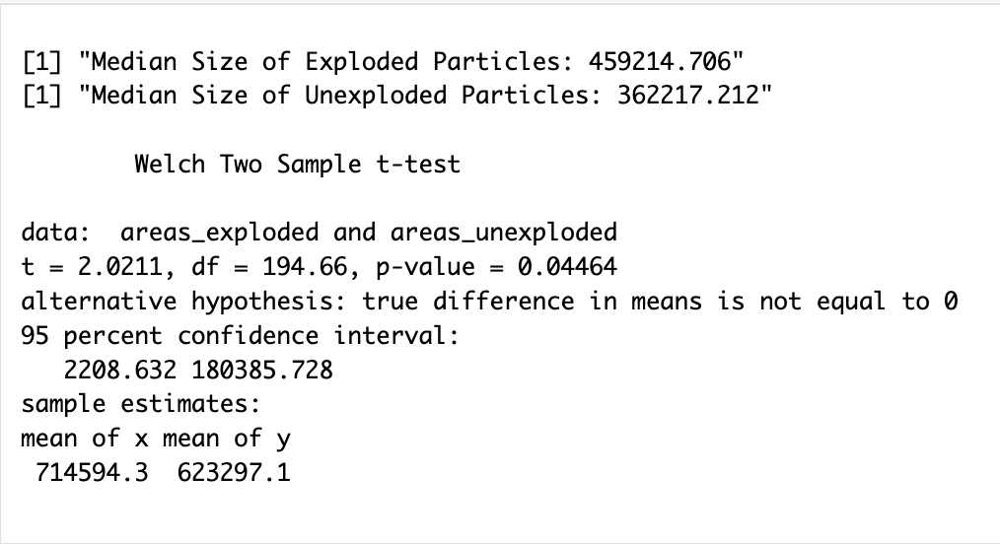 [1] "Median Size of Exploded Particles: 459214.706"
[1] "Median Size of Unexploded Particles: 362217.212"
Welch Two Sample t-test
data:  areas_exploded and areas_unexploded
t = 2.0211, df = 194.66, p-value = 0.04464
alternative hypothesis: true difference in means is not equal to 0
95 percent confidence interval:
2208.632 180385.728
sample estimates:
mean of x mean of y
714594.3  623297.1